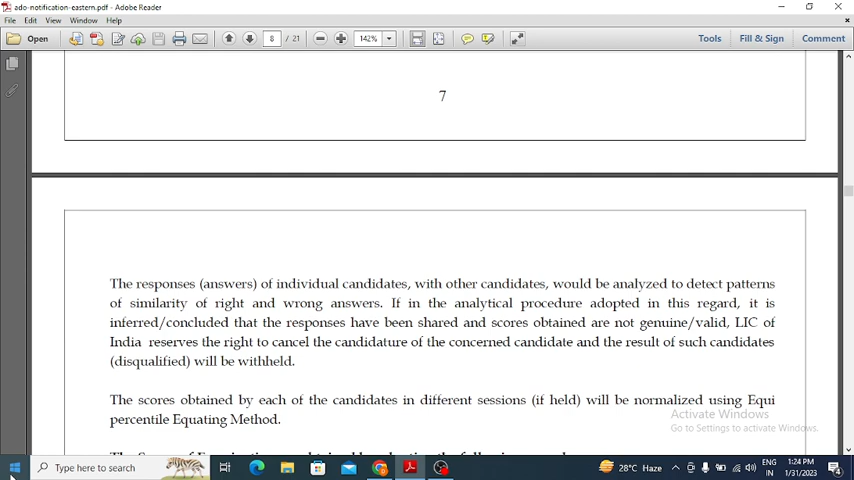 ado-notification-eastern.pdf - Adobe Reader
File Edit View Window Help
Open 8 / 21 142% Tools Fill & Sign Comment
7
The responses (answers) of individual candidates, with other candidates, would be analyzed to detect patterns
of similarity of right and wrong answers. If in the analytical procedure adopted in this regard, it is
inferred/concluded that the responses have been shared and scores obtained are not genuine/valid, LIC of
India reserves the right to cancel the candidature of the concerned candidate and the result of such candidates
(disqualified) will be withheld.
The scores obtained by each of the candidates in different sessions (if held) will be normalized using Equi
percentile Equating Method.
Activate Windows
Go to Settings to activate Windows.
Type here to search
28°C Haze
ENG
IN
1:24 PM
1/31/2023
4